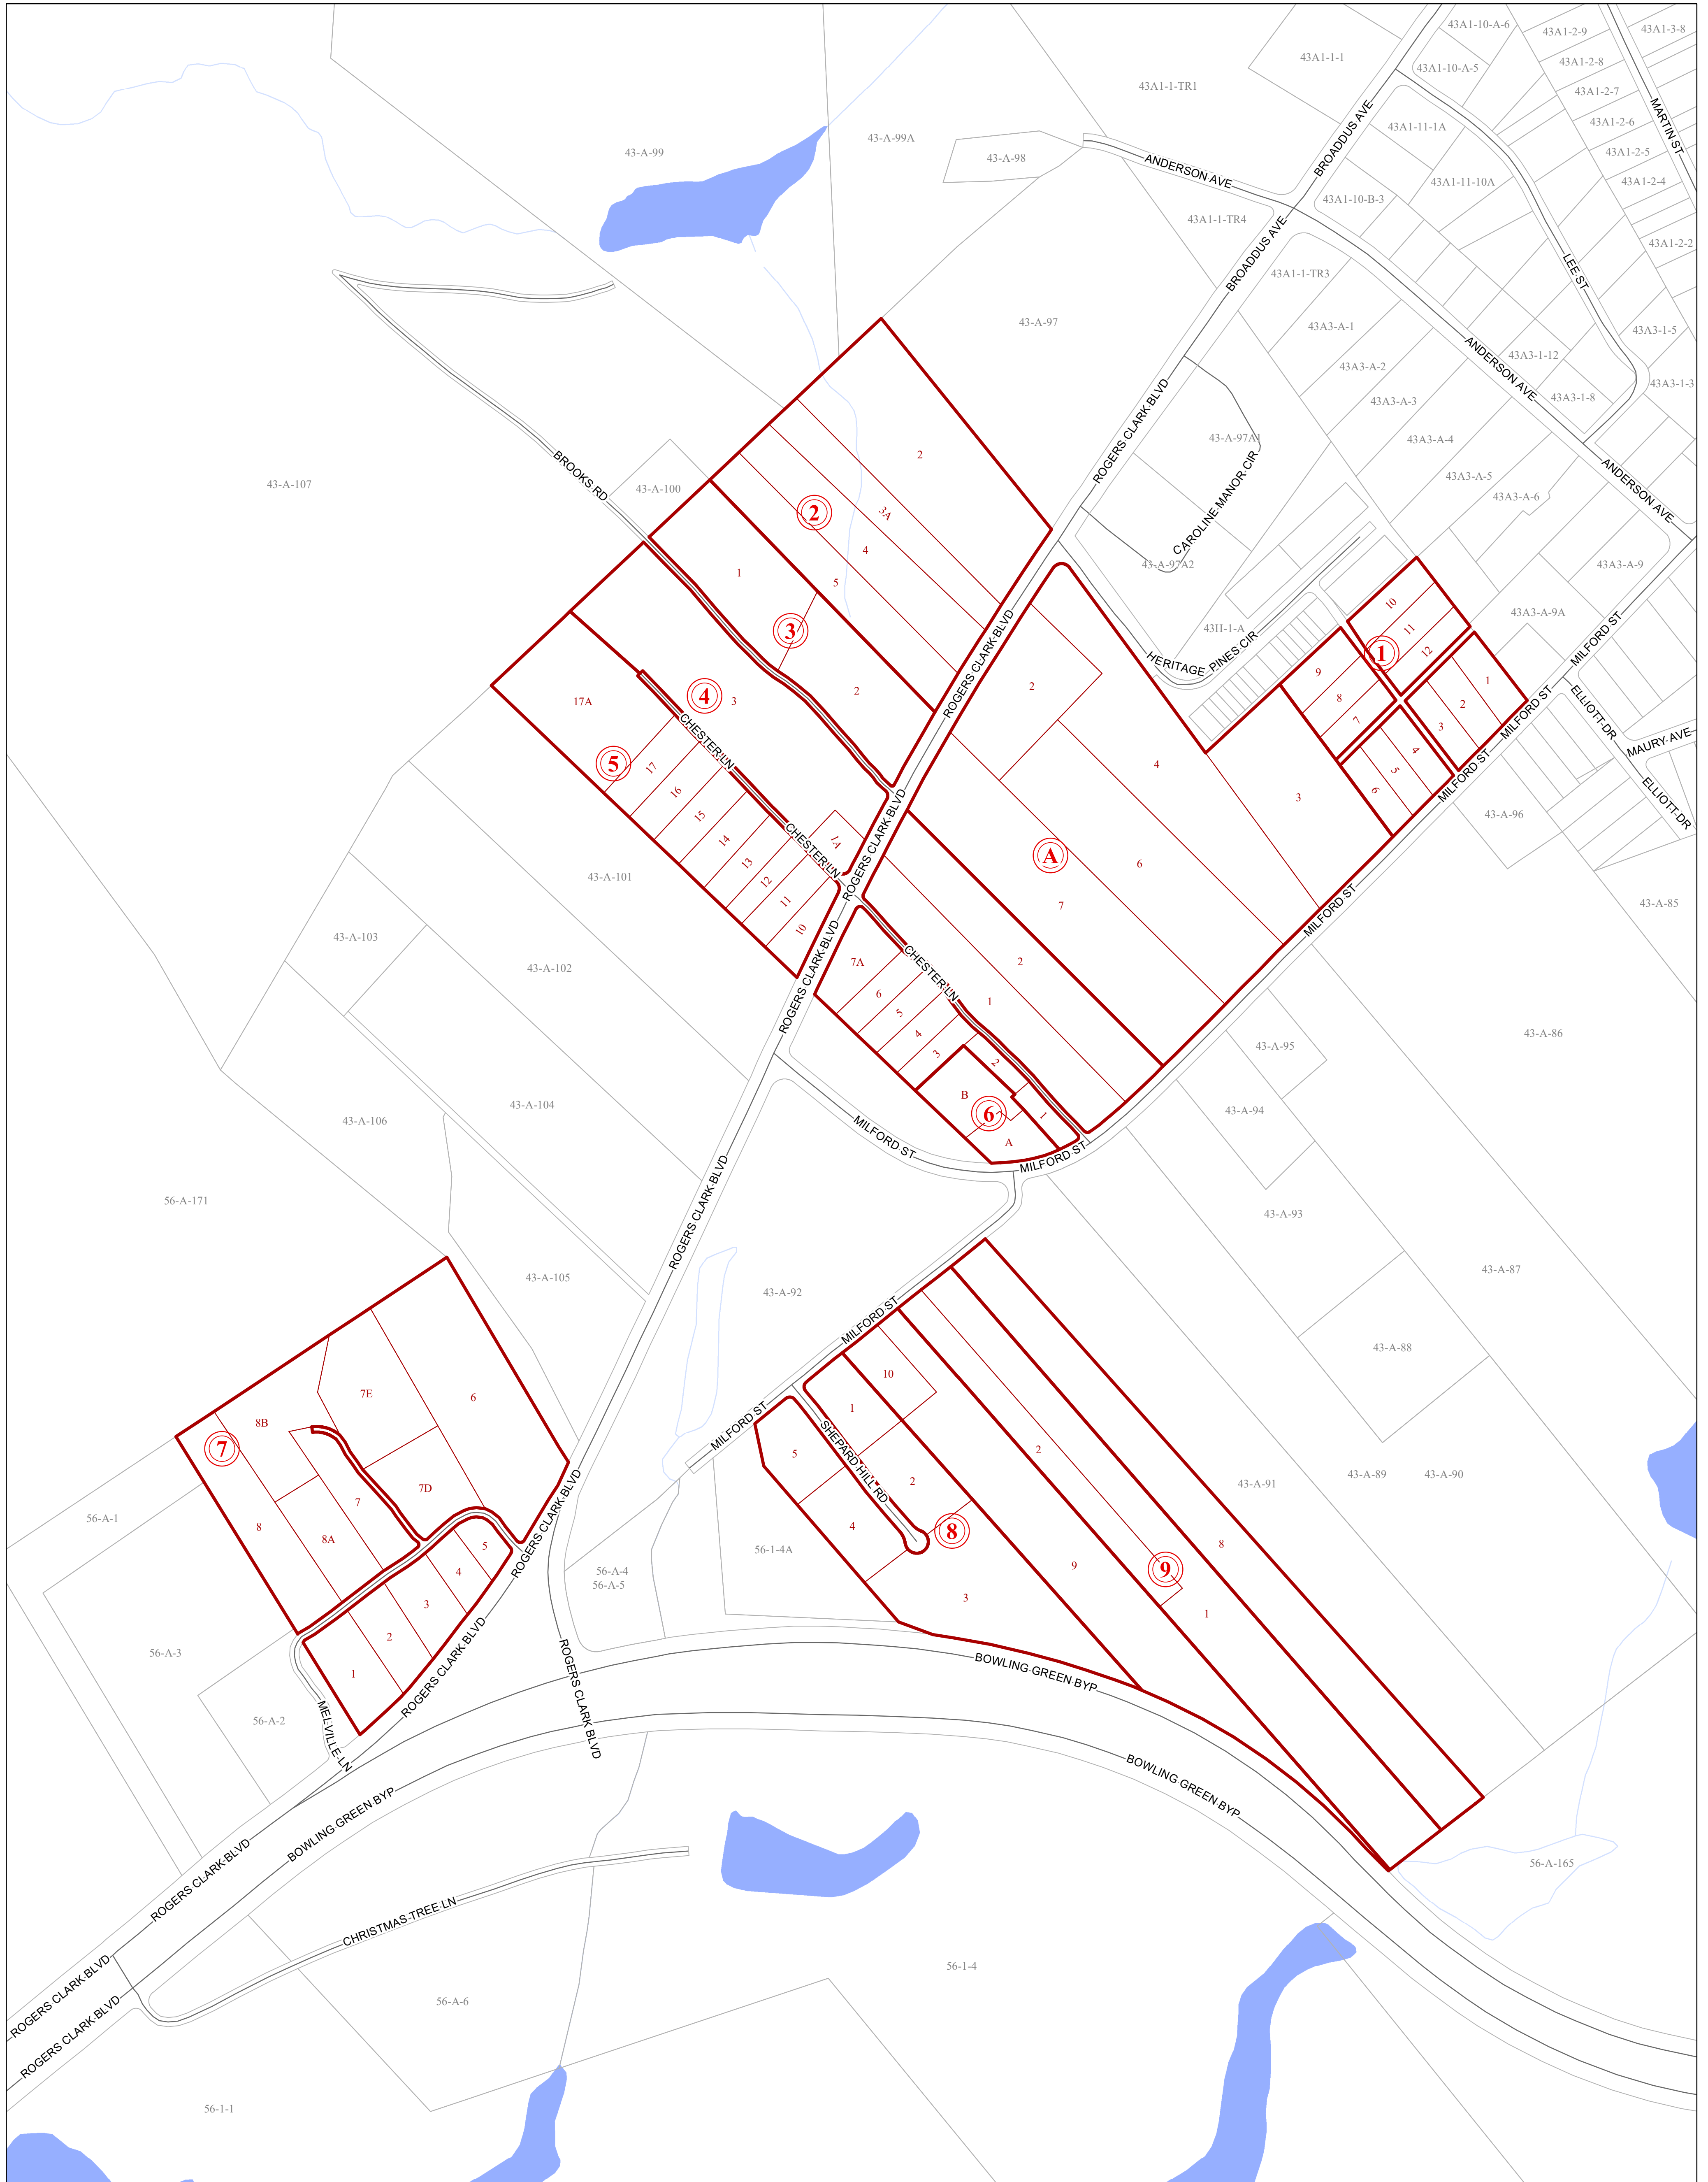 43A1-10-A-6
43A1-2-9
43A1-3-8
43A1-1-1
43A1-2-8
43A1-10-A-5
43A1-1-TR1
43A1-2-7
MARTIN ST
BROADDUS AVE
43A1-11-1A
43A1-2-6
43-A-99A
43-A-99
43-A-98
ANDERSON AVE
43A1-2-5
43A1-11-10A
43A1-2-4
43A1-10-B-3
43A1-1-TR4
BROADDUS AVE
43A1-2-2
LEE ST
43A1-1-TR3
43-A-97
43A3-A-1
43A3-1-5
ANDERSON AVE
43A3-1-12
43A3-A-2
43A3-1-3
43A3-A-3
43A3-1-8
ROGERS CLARK BLVD
43-A-97A1
43A3-A-4
2
BROOKS RD
43-A-107
43-A-100
43A3-A-5
ANDERSON AVE
43A3-A-6
CAROLINE MANOR CIR
2
3A
4
43-A-97A2
43A3-A-9
1
5
10
43A3-A-9A
43H-1-A
11
3
MILFORD ST
HERITAGE PINES CIR
1
12
ROGERS CLARK BLVD
9
1
2
2
8
2
4
17A
3
7
3
MILFORD ST
ELLIOTT DR
CHESTER LN
MAURY AVE
4
4
5
17
5
MILFORD ST
16
6
3
ELLIOTT DR
15
43-A-96
14
1A
CHESTER LN
ROGERS CLARK BLVD
A
6
13
43-A-101
12
11
7
MILFORD ST
43-A-85
10
43-A-103
ROGERS CLARK BLVD
7A
CHESTER LN
2
43-A-102
6
1
5
43-A-86
4
43-A-95
3
2
43-A-104
B
43-A-94
6
1
43-A-106
MILFORD ST
A
MILFORD ST
56-A-171
ROGERS CLARK BLVD
43-A-93
43-A-87
43-A-105
43-A-92
MILFORD ST
43-A-88
10
7E
6
1
8B
SHEPARD HILL RD
MILFORD ST
7
5
2
43-A-89
43-A-90
43-A-91
2
7D
7
56-A-1
8
4
8
8A
8
5
56-1-4A
ROGERS CLARK BLVD
56-A-4
56-A-5
9
9
4
3
3
1
2
56-A-3
1
ROGERS CLARK BLVD
BOWLING GREEN BYP
ROGERS CLARK BLVD
56-A-2
MELVILLE LN
BOWLING GREEN BYP
BOWLING GREEN BYP
ROGERS CLARK BLVD
56-A-165
CHRISTMAS TREE LN
56-1-4
ROGERS CLARK BLVD
56-A-6
ROGERS CLARK BLVD
56-1-1